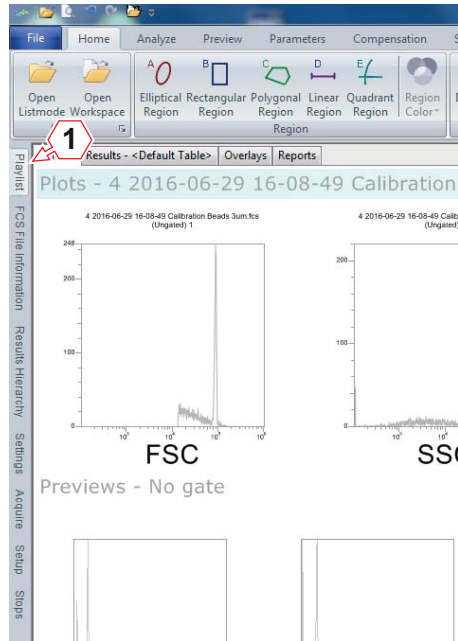 File Home Analyze Preview Parameters Compensation
Open Listmode
Open Workspace
A Elliptical Region
B Rectangular Region
C Polygonal Region
D Linear Region
E Quadrant Region
Region Color
Region
1
Results - <Default Table> Overlays Reports
Playlist
FCS File Information
Results Hierarchy
Settings
Acquire
Setup
Stops
Plots - 4 2016-06-29 16-08-49 Calibration
4 2016-06-29 16-08-49 Calibration Beads 3um.fcs
(Ungated) 1
248
200
100
0
FSC
4 2016-06-29 16-08-49 Calib
(Ungated)
200
100
0
SSC
Previews - No gate